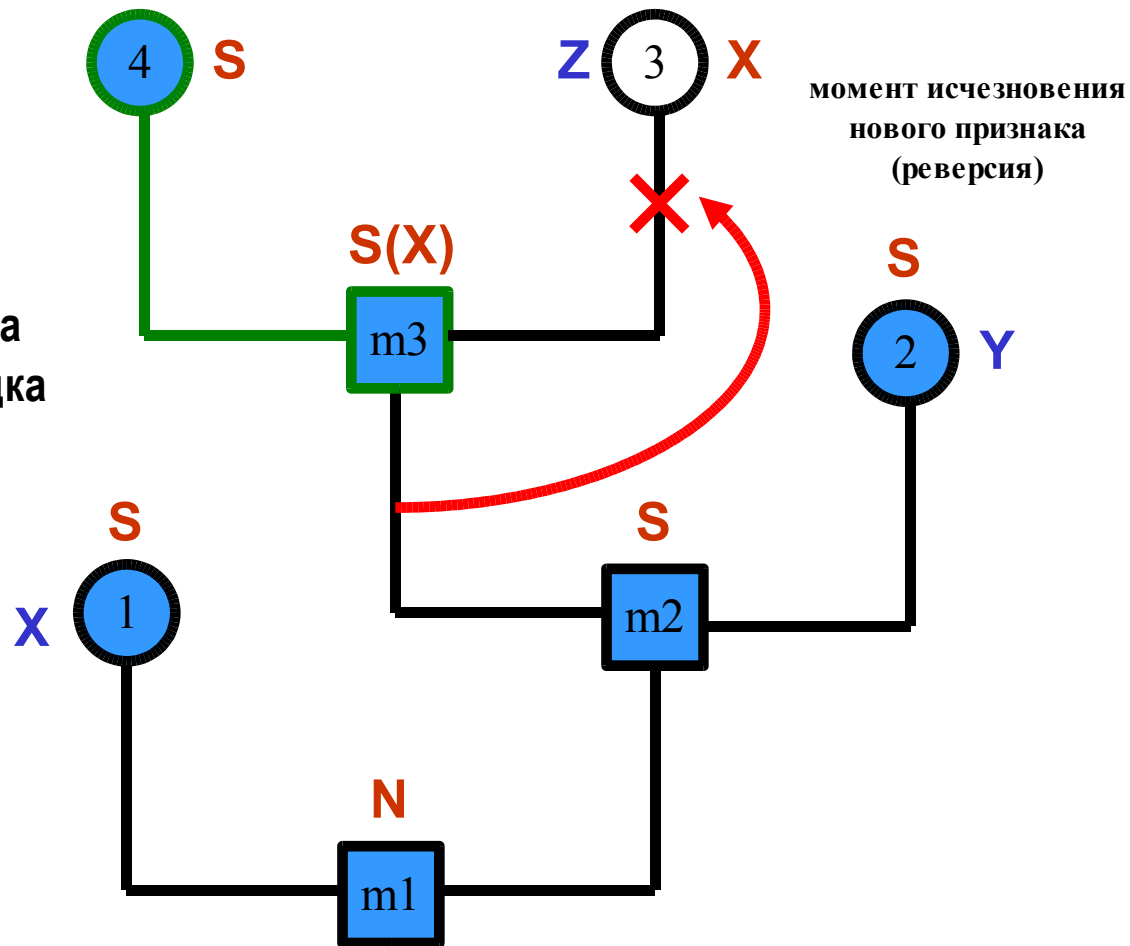 4 S
Z 3 X
момент исчезновения
нового признака
(реверсия)
S(X)
m3
S
2 Y
а
дка
S
X 1
S
m2
N
m1